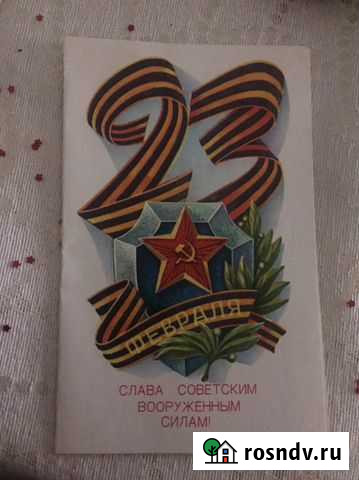 23
ФЕВРАЛЯ
СЛАВА СОВЕТСКИМ
ВООРУЖЕННЫМ
СИЛАМ!
rosndv.ru